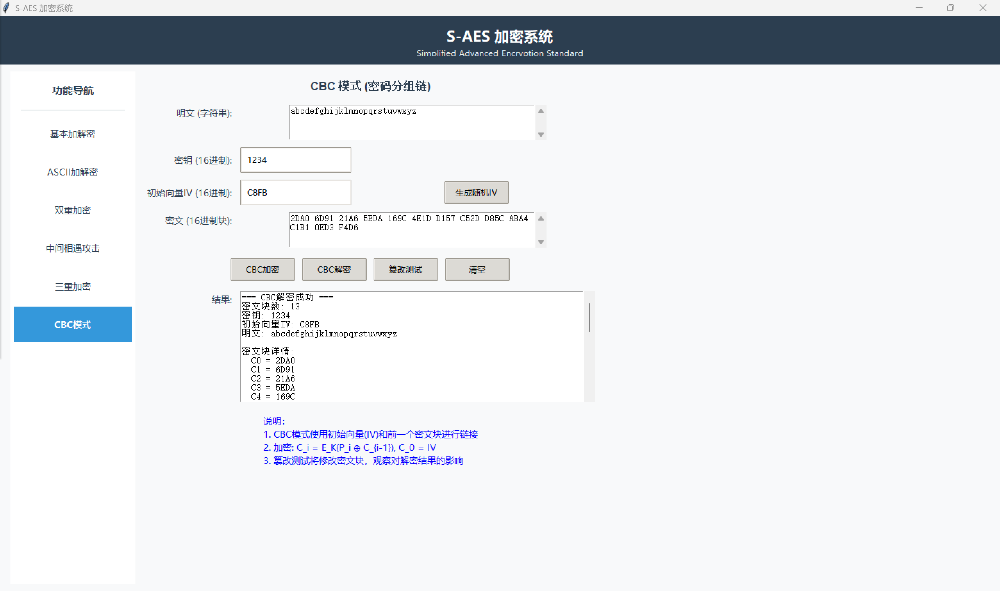 S-AES 加密系统
S-AES 加密系统
Simplified Advanced Encryption Standard
功能导航
基本加解密
ASCII加解密
双重加密
中间相遇攻击
三重加密
CBC模式
CBC 模式 (密码分组链)
明文 (字符串):
abcdefghijklmnopqrstuvwxyz
密钥 (16进制):
1234
初始向量IV (16进制):
C8FB
生成随机IV
密文 (16进制块):
2DA0 6D91 21A6 5EDA 169C 4E1D D157 C52D D85C ABA4
C1B1 0ED3 F4D6
CBC加密
CBC解密
篡改测试
清空
结果:
=== CBC解密成功 ===
密文块数: 13
密钥: 1234
初始向量IV: C8FB
明文: abcdefghijklmnopqrstuvwxyz
密文块详情:
C0 = 2DA0
C1 = 6D91
C2 = 21A6
C3 = 5EDA
C4 = 169C
说明:
1. CBC模式使用初始向量(IV)和前一个密文块进行链接
2. 加密: C_i = E_K(P_i ⊕ C_{i-1}), C_0 = IV
3. 篡改测试将修改密文块，观察对解密结果的影响